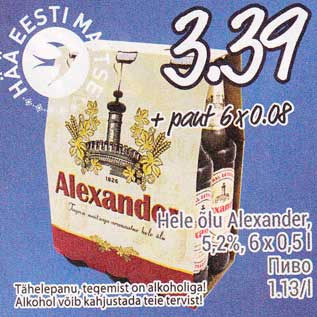 HÄÄ EESTI MAITSE
3.39
+ pant 6x0.08
1826
Alexander
Hele õlu Alexander,
5,2%, 6 x 0,5 l
Пиво
1.13/l
Tähelepanu, tegemist on alkoholiga!
Alkohol võib kahjustada teie tervist!